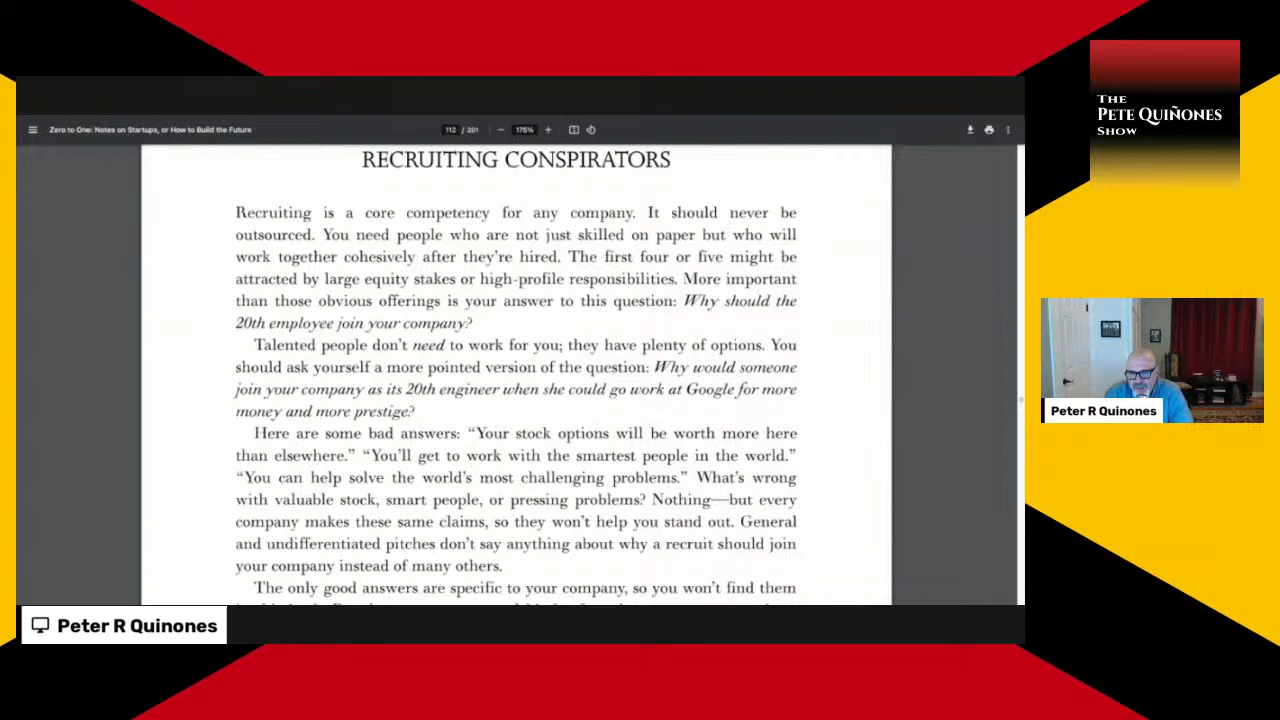 Zero to One: Notes on Startups, or How to Build the Future
112 / 201
175%
RECRUITING CONSPIRATORS
Recruiting is a core competency for any company. It should never be
outsourced. You need people who are not just skilled on paper but who will
work together cohesively after they're hired. The first four or five might be
attracted by large equity stakes or high-profile responsibilities. More important
than those obvious offerings is your answer to this question: Why should the
20th employee join your company?
Talented people don't need to work for you; they have plenty of options. You
should ask yourself a more pointed version of the question: Why would someone
join your company as its 20th engineer when she could go work at Google for more
money and more prestige?
Here are some bad answers: “Your stock options will be worth more here
than elsewhere.” “You'll get to work with the smartest people in the world.”
“You can help solve the world's most challenging problems.” What's wrong
with valuable stock, smart people, or pressing problems? Nothing—but every
company makes these same claims, so they won't help you stand out. General
and undifferentiated pitches don't say anything about why a recruit should join
your company instead of many others.
The only good answers are specific to your company, so you won't find them
Peter R Quinones
THE
PETE QUIÑONES
SHOW
Peter R Quinones